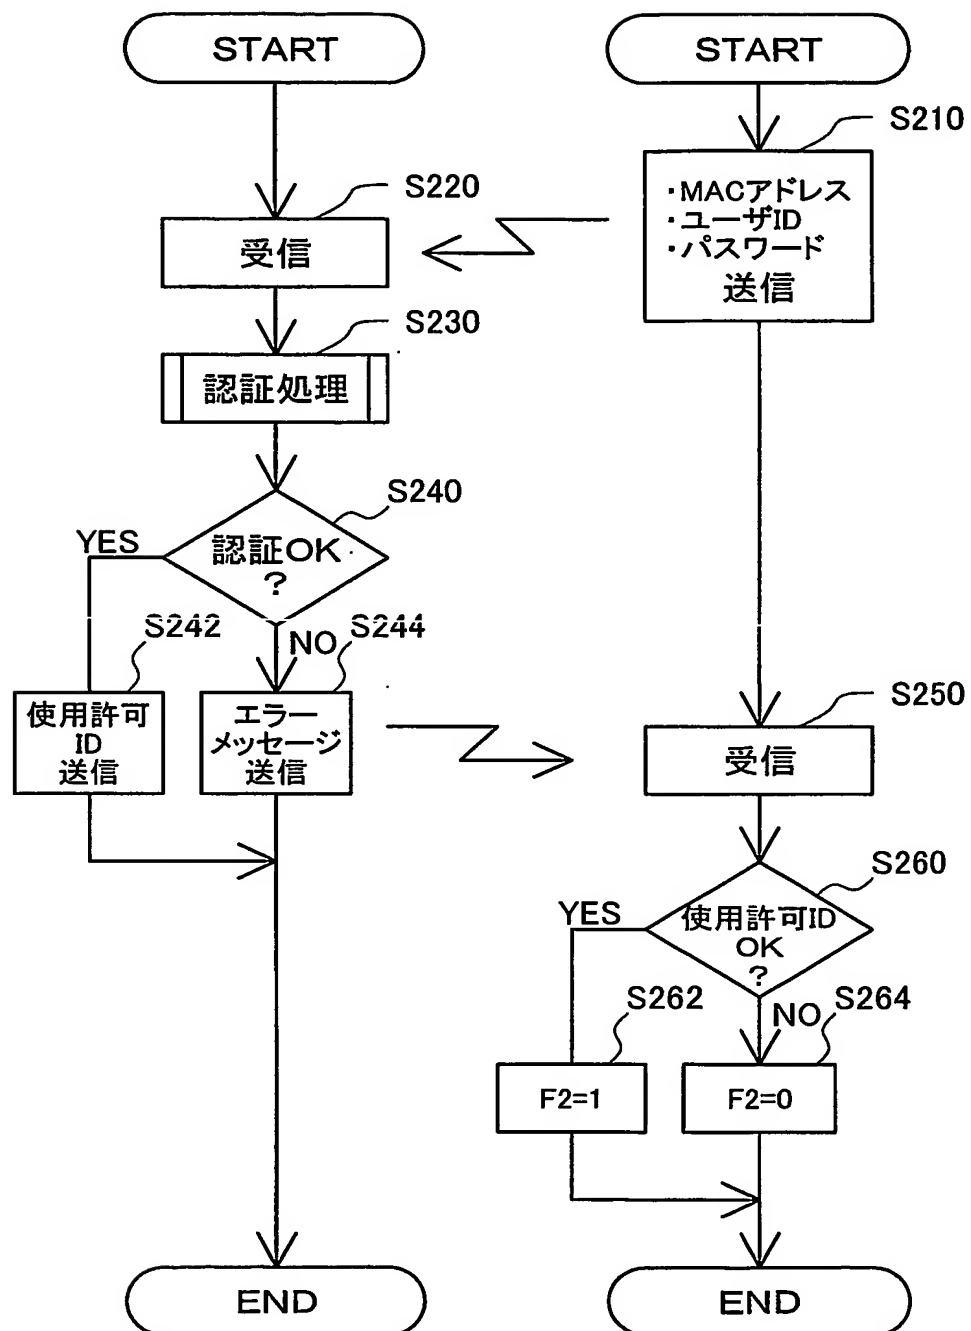 START
START
S210
・MACアドレス
・ユーザID
・パスワード
送信
S220
受信
S230
認証処理
S240
認証OK
?
YES
NO
S242
使用許可
ID
送信
S244
エラー
メッセージ
送信
S250
受信
S260
使用許可ID
OK
?
YES
NO
S262
F2=1
S264
F2=0
END
END